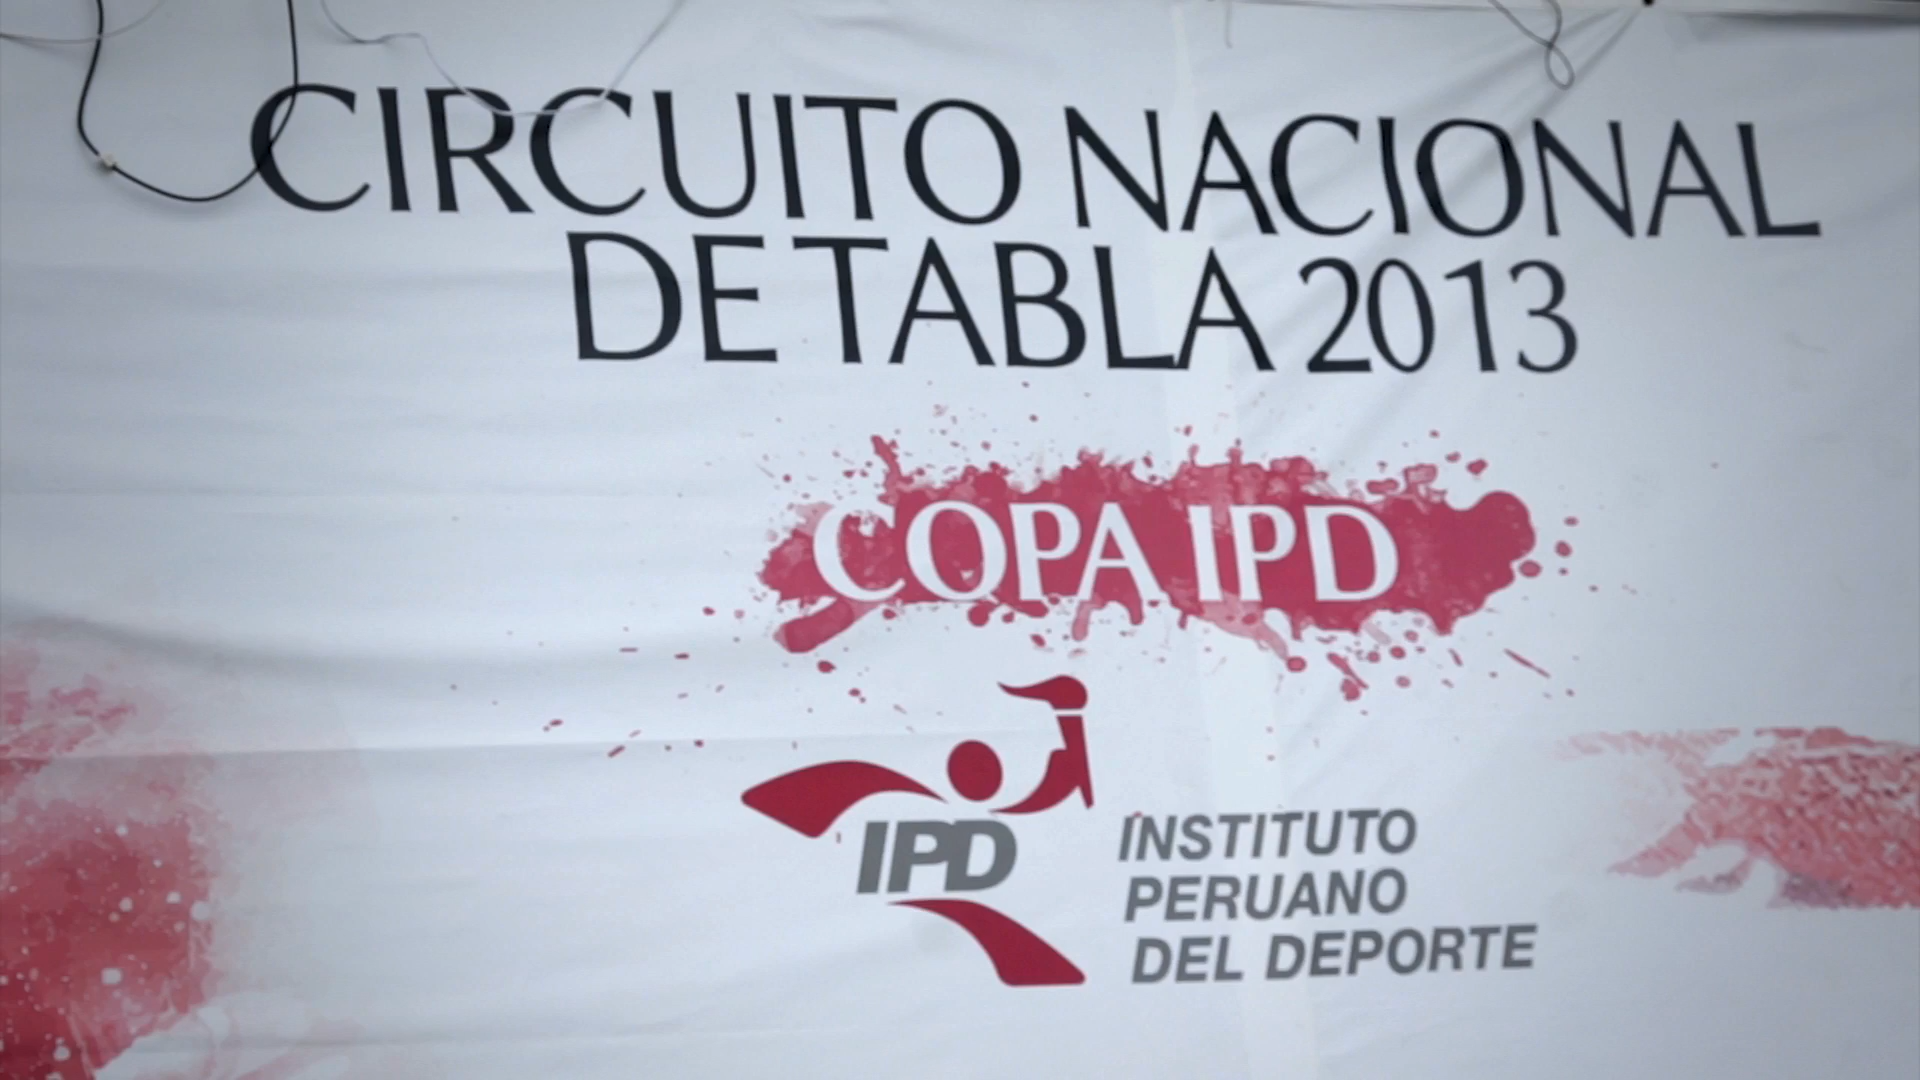 CIRCUITO NACIONAL
DE TABLA 2013
COPA IPD
IPD
INSTITUTO
PERUANO
DEL DEPORTE